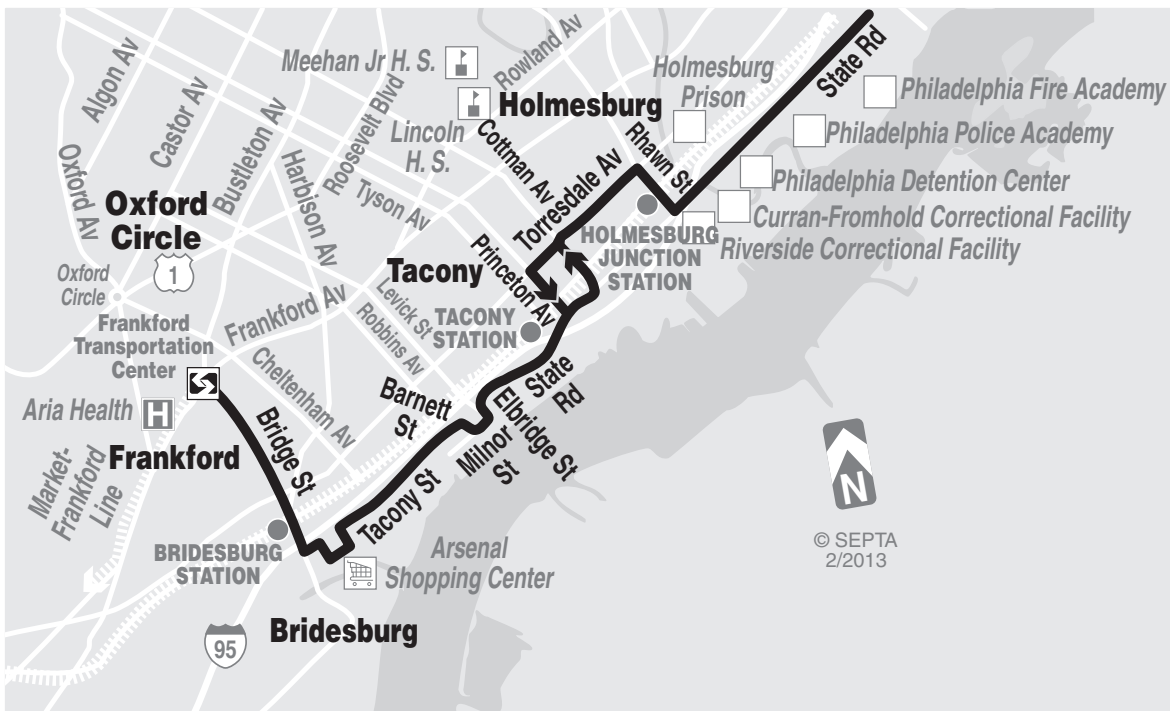 Meehan Jr H. S.
Rowland Av
Holmesburg
Prison
State Rd
Philadelphia Fire Academy
Algon Av
Castor Av
Bustleton Av
Roosevelt Blvd
Lincoln
H. S.
Holmesburg
Cottman Av
Rhawn St
Philadelphia Police Academy
Oxford Av
Harbison Av
Tyson Av
Torresdale Av
Philadelphia Detention Center
Curran-Fromhold Correctional Facility
Riverside Correctional Facility
Oxford
Circle
1
Oxford
Circle
Tacony
Princeton Av
HOLMESBURG
JUNCTION
STATION
Frankford
Transportation
Center
Frankford Av
Levick St
Robbins Av
TACONY
STATION
Cheltenham Av
Barnett
St
State
Rd
Elbridge St
Milnor
St
Aria Health
H
Frankford
Bridge St
Tacony St
Market-
Frankford
Line
BRIDESBURG
STATION
Arsenal
Shopping Center
Bridesburg
95
N
© SEPTA
2/2013